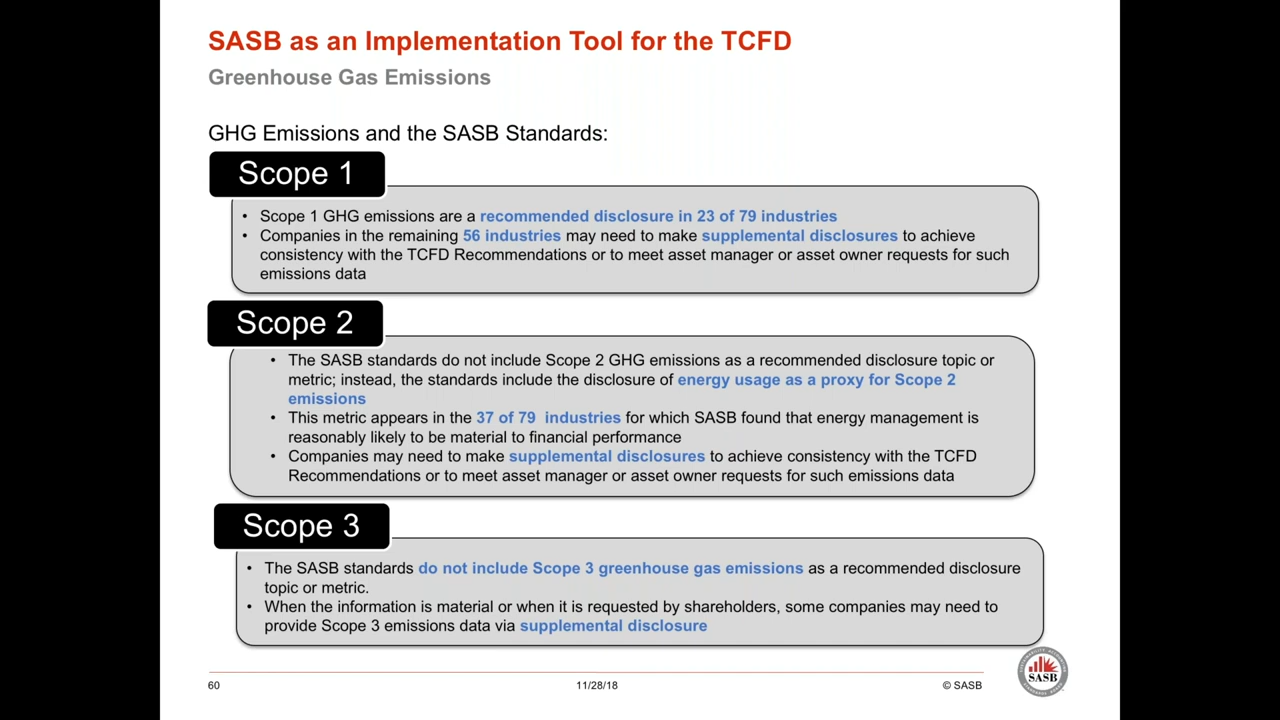 SASB as an Implementation Tool for the TCFD
Greenhouse Gas Emissions
GHG Emissions and the SASB Standards:
Scope 1
• Scope 1 GHG emissions are a recommended disclosure in 23 of 79 industries
• Companies in the remaining 56 industries may need to make supplemental disclosures to achieve
consistency with the TCFD Recommendations or to meet asset manager or asset owner requests for such
emissions data
Scope 2
• The SASB standards do not include Scope 2 GHG emissions as a recommended disclosure topic or
metric; instead, the standards include the disclosure of energy usage as a proxy for Scope 2
emissions
• This metric appears in the 37 of 79 industries for which SASB found that energy management is
reasonably likely to be material to financial performance
• Companies may need to make supplemental disclosures to achieve consistency with the TCFD
Recommendations or to meet asset manager or asset owner requests for such emissions data
Scope 3
• The SASB standards do not include Scope 3 greenhouse gas emissions as a recommended disclosure
topic or metric.
• When the information is material or when it is requested by shareholders, some companies may need to
provide Scope 3 emissions data via supplemental disclosure
60
11/28/18
© SASB
SASB